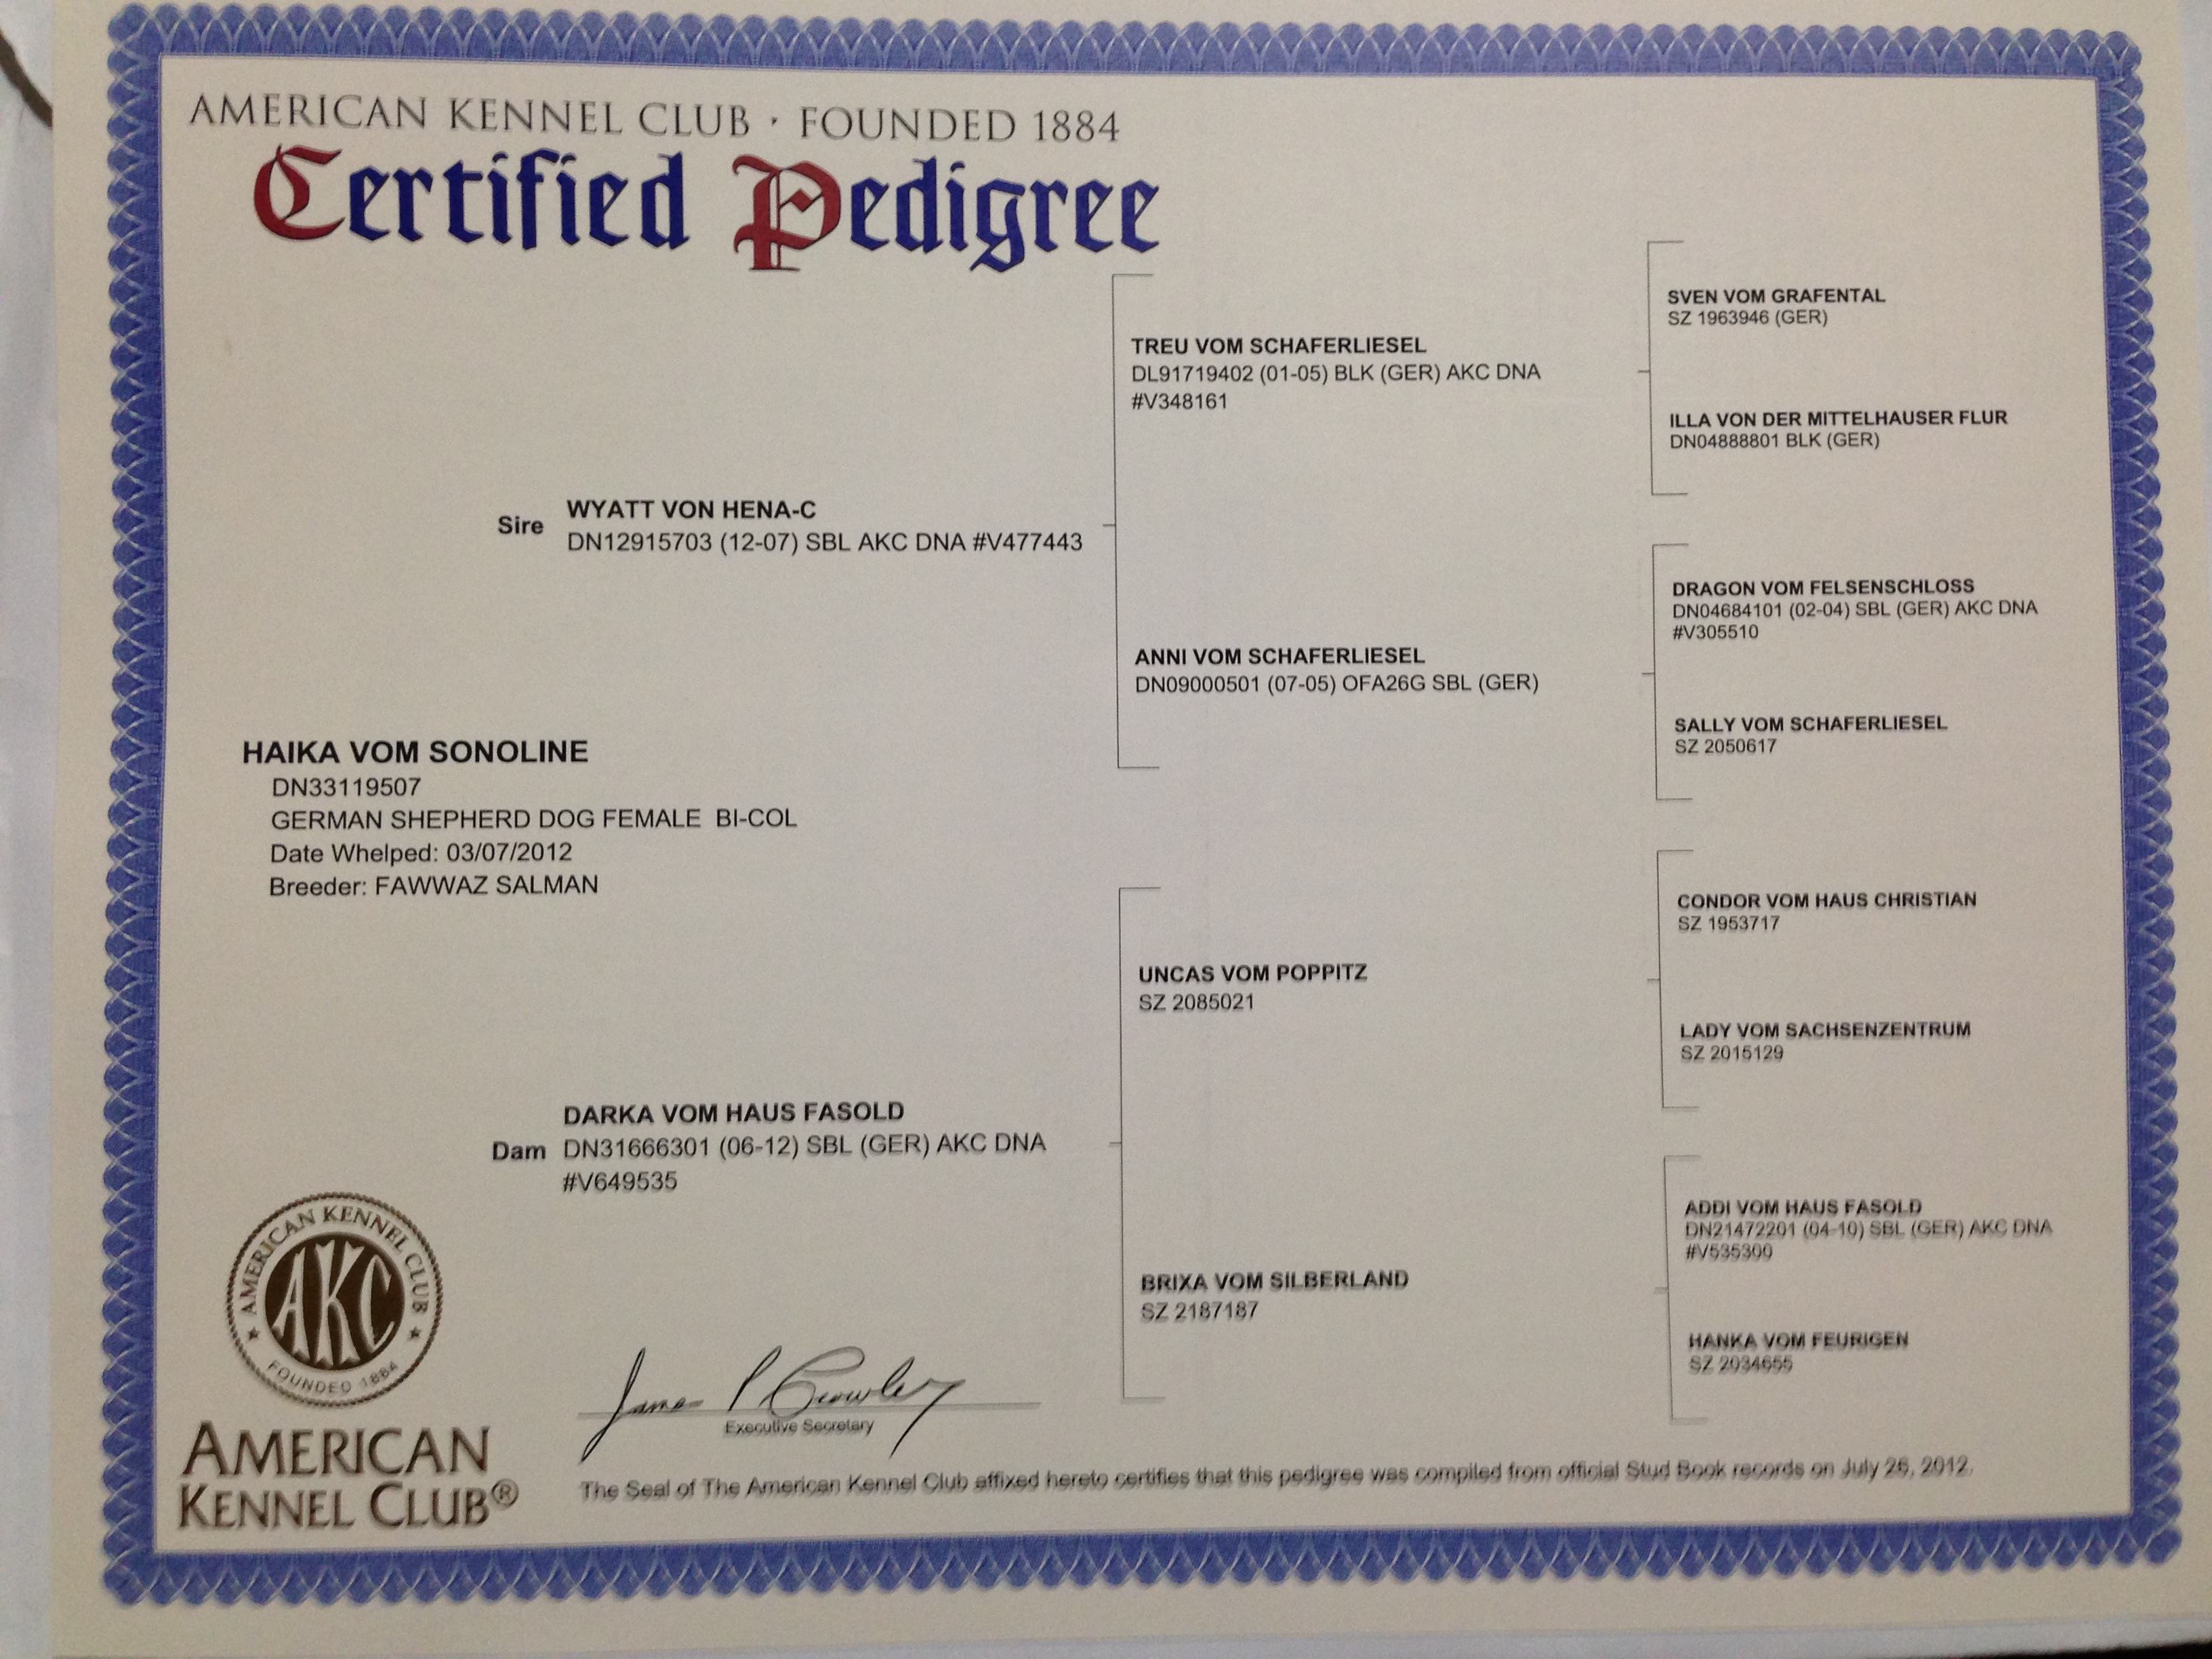 AMERICAN KENNEL CLUB · FOUNDED 1884
Certified Pedigree
SVEN VOM GRAFENTAL
SZ 1963946 (GER)
TREU VOM SCHAFERLIESEL
DL91719402 (01-05) BLK (GER) AKC DNA
#V348161
ILLA VON DER MITTELHAUSER FLUR
DN04888801 BLK (GER)
Sire
WYATT VON HENA-C
DN12915703 (12-07) SBL AKC DNA #V477443
DRAGON VOM FELSENSCHLOSS
DN04684101 (02-04) SBL (GER) AKC DNA
#V305510
ANNI VOM SCHAFERLIESEL
DN09000501 (07-05) OFA26G SBL (GER)
SALLY VOM SCHAFERLIESEL
SZ 2050617
HAIKA VOM SONOLINE
DN33119507
GERMAN SHEPHERD DOG FEMALE BI-COL
Date Whelped: 03/07/2012
Breeder: FAWWAZ SALMAN
CONDOR VOM HAUS CHRISTIAN
SZ 1953717
UNCAS VOM POPPITZ
SZ 2085021
LADY VOM SACHSENZENTRUM
SZ 2015129
Dam
DARKA VOM HAUS FASOLD
DN31666301 (06-12) SBL (GER) AKC DNA
#V649535
ADDI VOM HAUS FASOLD
DN21472201 (04-10) SBL (GER) AKC DNA
#V535300
BRIXA VOM SILBERLAND
SZ 2187187
HANKA VOM FEURIGEN
SZ 2034655
AMERICAN KENNEL CLUB
AKC
FOUNDED 1884
AMERICAN
KENNEL CLUB®
James P Crowley
Executive Secretary
The Seal of The American Kennel Club affixed hereto certifies that this pedigree was compiled from official Stud Book records on July 26, 2012.